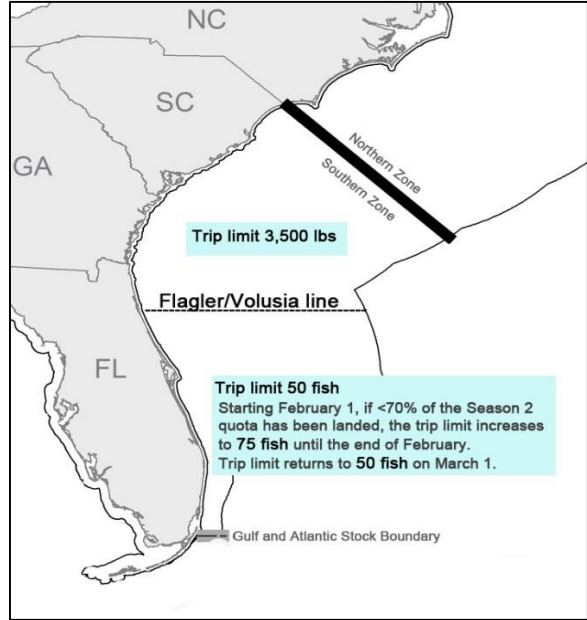 NC
SC
GA
Northern Zone
Southern Zone
Trip limit 3,500 lbs
Flagler/Volusia line
FL
Trip limit 50 fish
Starting February 1, if <70% of the Season 2
quota has been landed, the trip limit increases
to 75 fish until the end of February.
Trip limit returns to 50 fish on March 1.
Gulf and Atlantic Stock Boundary